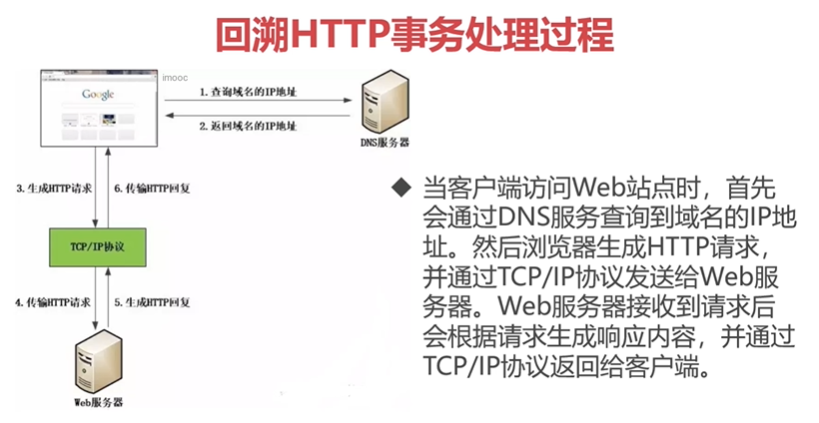 回溯HTTP事务处理过程
imooc
Google
1.查询域名的IP地址
2.返回域名的IP地址
DNS服务器
3.生成HTTP请求
6.传输HTTP回复
TCP/IP协议
4.传输HTTP请求
5.生成HTTP回复
Web服务器
◆ 当客户端访问Web站点时，首先
会通过DNS服务查询到域名的IP地
址。然后浏览器生成HTTP请求，
并通过TCP/IP协议发送给Web服
务器。Web服务器接收到请求后
会根据请求生成响应内容，并通过
TCP/IP协议返回给客户端。